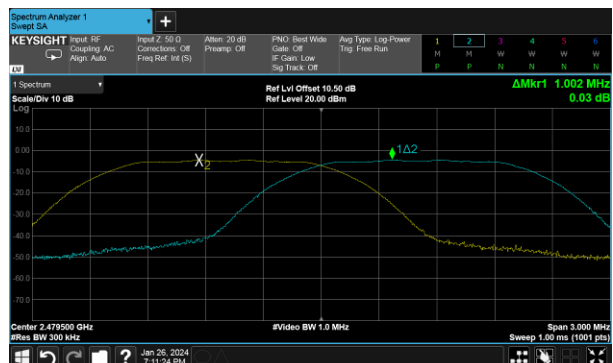 Spectrum Analyzer 1
Swept SA
KEYSIGHT
Input: RF
Coupling: AC
Align: Auto
Input Z: 50 Ω
Corrections: Off
Freq Ref: Int (S)
Atten: 20 dB
Preamp: Off
PNO: Best Wide
Gate: Off
IF Gain: Low
Sig Track: Off
Avg Type: Log-Power
Trig: Free Run
1 2 3 4 5 6
M M W W W W
P P N N N N
LXI
1 Spectrum
Scale/Div 10 dB
Ref Lvl Offset 10.50 dB
Ref Level 20.00 dBm
ΔMkr1 1.002 MHz
0.03 dB
Log
10.0
0.00
-10.0
-20.0
-30.0
-40.0
-50.0
-60.0
-70.0
X2
1Δ2
Center 2.479500 GHz
#Res BW 300 kHz
#Video BW 1.0 MHz
Span 3.000 MHz
Sweep 1.00 ms (1001 pts)
?
Jan 26, 2024
7:11:24 PM